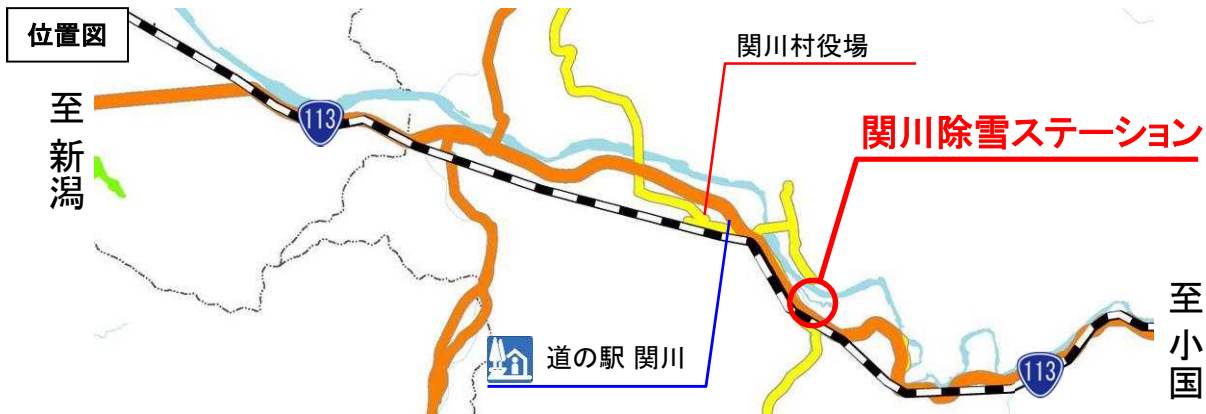 位置図
関川村役場
至 新潟
113
関川除雪ステーション
至 小国
道の駅 関川
113